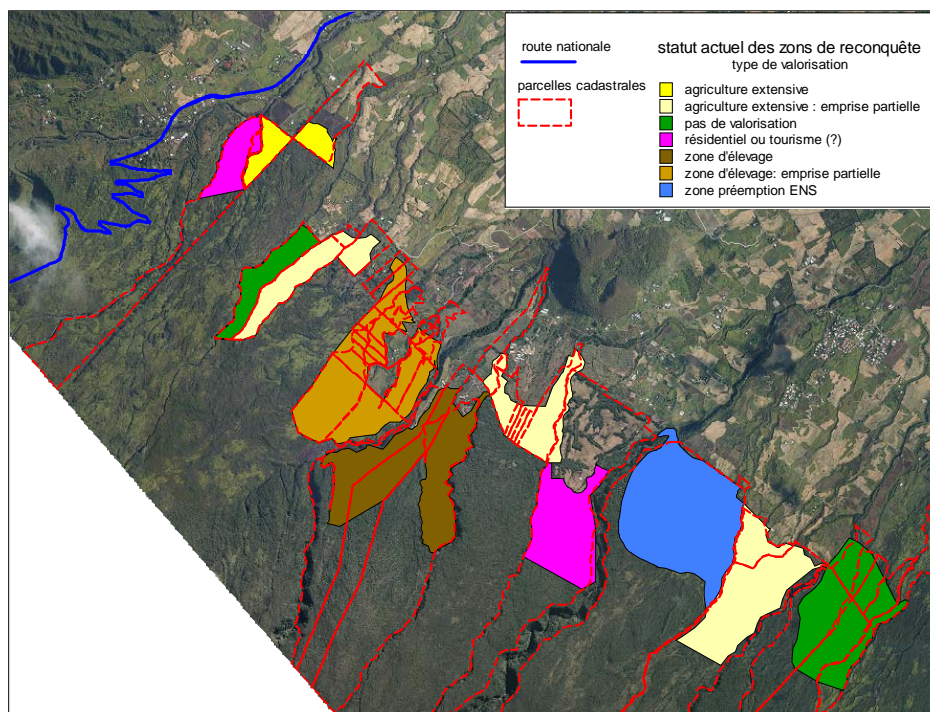 route nationale
parcelles cadastrales
statut actuel des zons de reconquête
type de valorisation
agriculture extensive
agriculture extensive : emprise partielle
pas de valorisation
résidentiel ou tourisme (?)
zone d'élevage
zone d'élevage: emprise partielle
zone préemption ENS